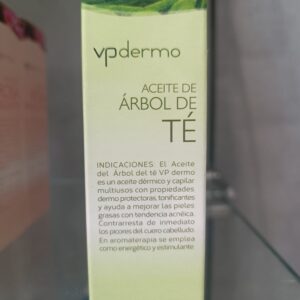 vpdermo
ACEITE DE
ÁRBOL DE
TÉ
INDICACIONES: El Aceite
del Árbol del té VP dermo
es un aceite dérmico y capilar
multiusos con propiedades
dermo protectoras, tonificantes
y ayuda a mejorar las pieles
grasas con tendencia acnéica.
Contrarresta de inmediato
los picores del cuero cabelludo.
En aromaterapia se emplea
como energético y estimulante.